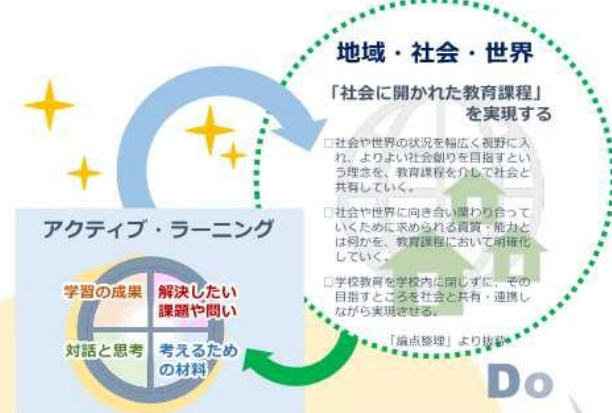 地域・社会・世界
「社会に開かれた教育課程」
を実現する
□社会や世界の状況を幅広く視野に入
れ、よりよい社会創りを目指すとい
う理念を、教育課程を介して社会と
共有していく。
□社会や世界に向き合い関わり合って
いくために求められる資質・能力と
は何かを、教育課程において明確化
していく。
□学校教育を学校内に閉じずに、その
目指すところを社会と共有・連携し
ながら実現させる。
「論点整理」より抜粋
アクティブ・ラーニング
学習の成果
解決したい
課題や問い
対話と思考
考えるため
の材料
Do